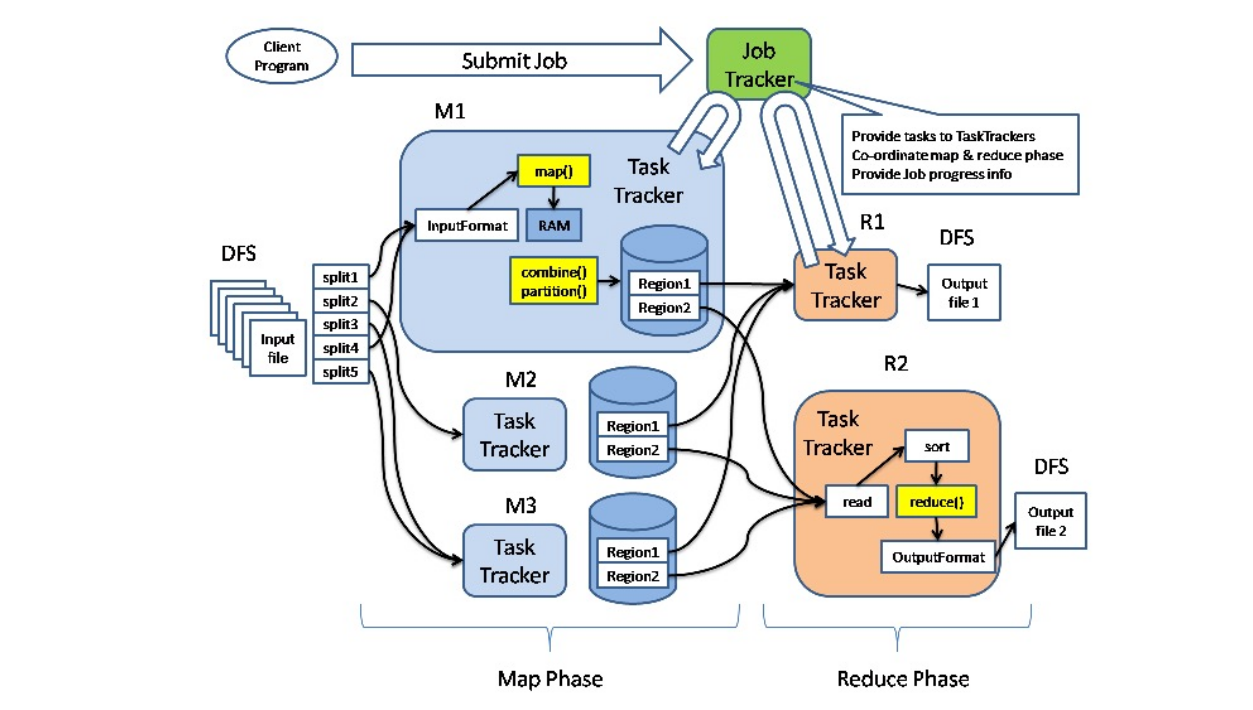 Client
Program
Submit Job
Job
Tracker
Provide tasks to TaskTrackers
Co-ordinate map & reduce phase
Provide Job progress info
M1
Task
Tracker
map()
InputFormat
RAM
combine()
partition()
Region1
Region2
DFS
Input
file
split1
split2
split3
split4
split5
M2
Task
Tracker
Region1
Region2
M3
Task
Tracker
Region1
Region2
R1
Task
Tracker
DFS
Output
file 1
R2
Task
Tracker
sort
read
reduce()
OutputFormat
DFS
Output
file 2
Map Phase
Reduce Phase